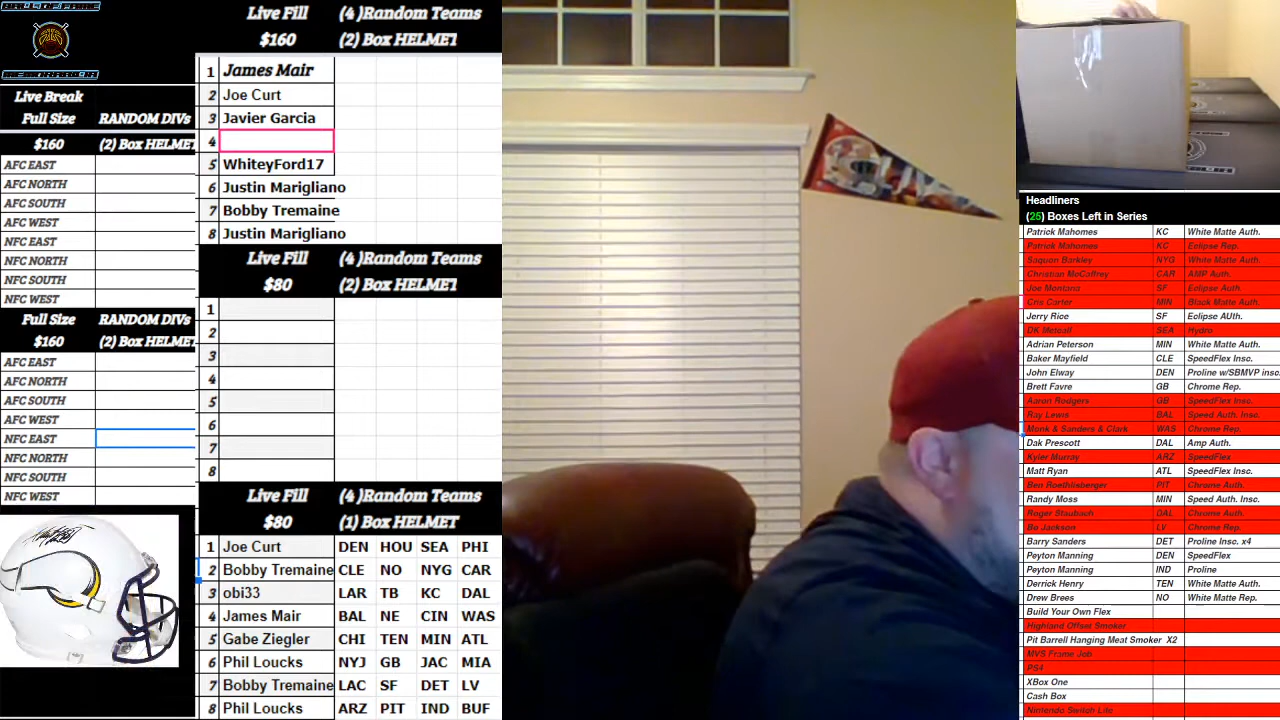 BALL OF FAME
MEMORABILIA
Live Break
Full Size RANDOM DIVs
$160 (2) Box HELMET
AFC EAST
AFC NORTH
AFC SOUTH
AFC WEST
NFC EAST
NFC NORTH
NFC SOUTH
NFC WEST
Full Size RANDOM DIVs
$160 (2) Box HELMET
AFC EAST
AFC NORTH
AFC SOUTH
AFC WEST
NFC EAST
NFC NORTH
NFC SOUTH
NFC WEST
Live Fill (4 )Random Teams
$160 (2) Box HELMET
1 James Mair
2 Joe Curt
3 Javier Garcia
4
5 WhiteyFord17
6 Justin Marigliano
7 Bobby Tremaine
8 Justin Marigliano
Live Fill (4 )Random Teams
$80 (2) Box HELMET
1
2
3
4
5
6
7
8
Live Fill (4 )Random Teams
$80 (1) Box HELMET
1 Joe Curt DEN HOU SEA PHI
2 Bobby Tremaine CLE NO NYG CAR
3 obi33 LAR TB KC DAL
4 James Mair BAL NE CIN WAS
5 Gabe Ziegler CHI TEN MIN ATL
6 Phil Loucks NYJ GB JAC MIA
7 Bobby Tremaine LAC SF DET LV
8 Phil Loucks ARZ PIT IND BUF
Headliners
(25) Boxes Left in Series
Patrick Mahomes KC White Matte Auth.
Patrick Mahomes KC Eclipse Rep.
Saquon Barkley NYG White Matte Auth.
Christian McCaffrey CAR AMP Auth.
Joe Montana SF Eclipse Auth.
Cris Carter MIN Black Matte Auth.
Jerry Rice SF Eclipse AUth.
DK Metcalf SEA Hydro
Adrian Peterson MIN White Matte Auth.
Baker Mayfield CLE SpeedFlex Insc.
John Elway DEN Proline w/SBMVP insc.
Brett Favre GB Chrome Rep.
Aaron Rodgers GB SpeedFlex Insc.
Ray Lewis BAL Speed Auth. Insc.
Monk & Sanders & Clark WAS Chrome Rep.
Dak Prescott DAL Amp Auth.
Kyler Murray ARZ SpeedFlex
Matt Ryan ATL SpeedFlex Insc.
Ben Roethlisberger PIT Chrome Auth.
Randy Moss MIN Speed Auth. Insc.
Roger Staubach DAL Chrome Auth.
Bo Jackson LV Chrome Rep.
Barry Sanders DET Proline Insc. x4
Peyton Manning DEN SpeedFlex
Peyton Manning IND Proline
Derrick Henry TEN White Matte Auth.
Drew Brees NO White Matte Rep.
Build Your Own Flex
Highland Offset Smoker
Pit Barrell Hanging Meat Smoker X2
MVS Frame Job
PS4
XBox One
Cash Box
Nintendo Switch Lite